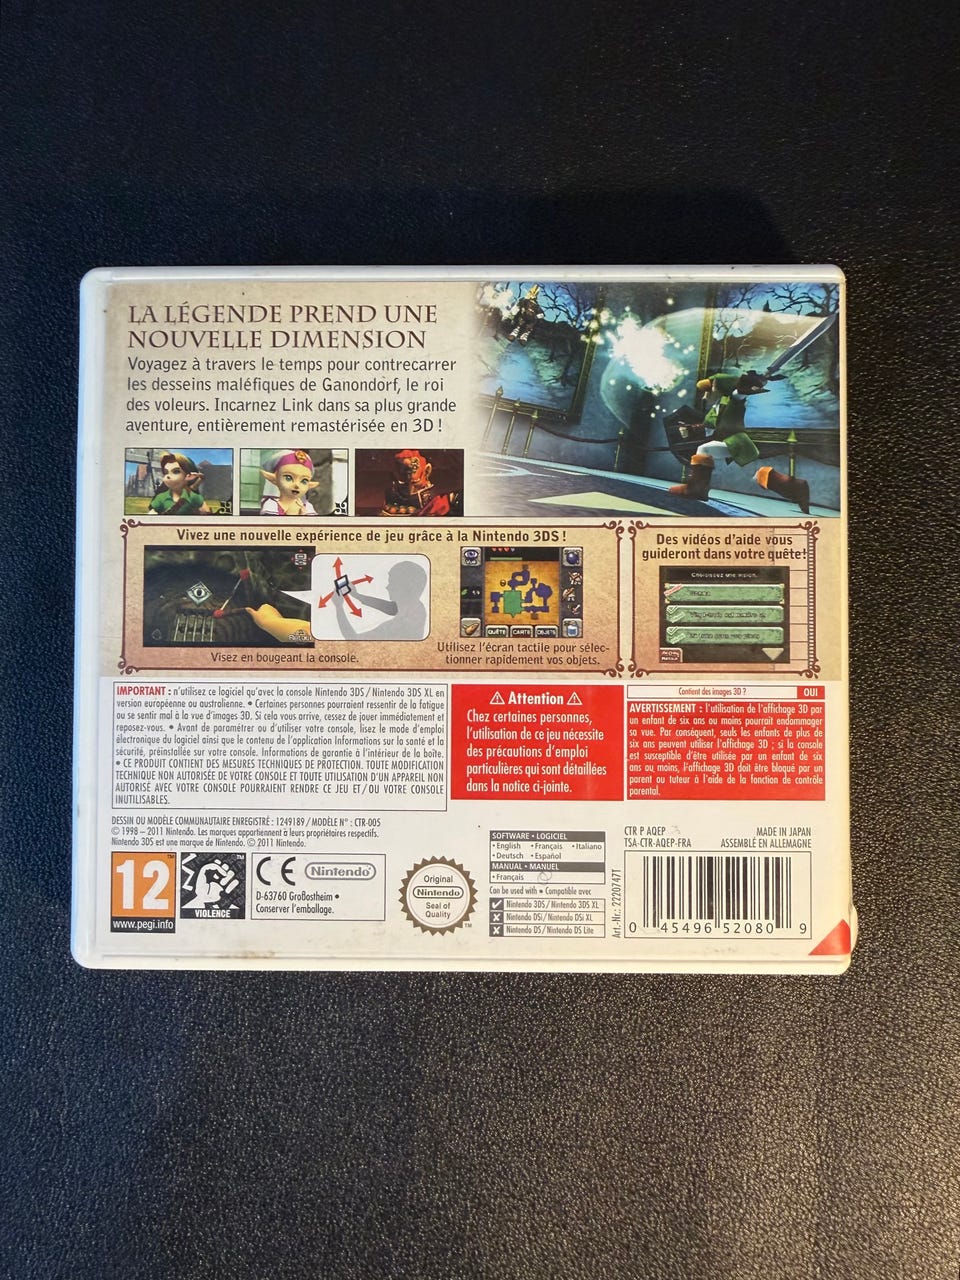 LA LÉGENDE PREND UNE
NOUVELLE DIMENSION
Voyagez à travers le temps pour contrecarrer
les desseins maléfiques de Ganondorf, le roi
des voleurs. Incarnez Link dans sa plus grande
aventure, entièrement remastérisée en 3D !
Vivez une nouvelle expérience de jeu grâce à la Nintendo 3DS !
Visez en bougeant la console.
QUÊTE CARTE OBJETS
Utilisez l'écran tactile pour sélec-
tionner rapidement vos objets.
Des vidéos d'aide vous
guideront dans votre quête!
Choisissez une vision.
IMPORTANT : n'utilisez ce logiciel qu'avec la console Nintendo 3DS / Nintendo 3DS XL en
version européenne ou australienne. • Certaines personnes pourraient ressentir de la fatigue
ou se sentir mal à la vue d'images 3D. Si cela vous arrive, cessez de jouer immédiatement et
reposez-vous. • Avant de paramétrer ou d'utiliser votre console, lisez le mode d'emploi
électronique du logiciel ainsi que le contenu de l'application Informations sur la santé et la
sécurité, préinstallée sur votre console. Informations de garantie à l'intérieur de la boîte.
• CE PRODUIT CONTIENT DES MESURES TECHNIQUES DE PROTECTION. TOUTE MODIFICATION
TECHNIQUE NON AUTORISÉE DE VOTRE CONSOLE ET TOUTE UTILISATION D'UN APPAREIL NON
AUTORISÉ AVEC VOTRE CONSOLE POURRAIENT RENDRE CE JEU ET/OU VOTRE CONSOLE
INUTILISABLES.
⚠ Attention ⚠
Chez certaines personnes,
l'utilisation de ce jeu nécessite
des précautions d'emploi
particulières qui sont détaillées
dans la notice ci-jointe.
Contient des images 3D ? OUI
AVERTISSEMENT : l'utilisation de l'affichage 3D par
un enfant de six ans ou moins pourrait endommager
sa vue. Par conséquent, seuls les enfants de plus de
six ans peuvent utiliser l'affichage 3D ; si la console
est susceptible d'être utilisée par un enfant de six
ans ou moins, l'affichage 3D doit être bloqué par un
parent ou tuteur à l'aide de la fonction de contrôle
parental.
DESSIN OU MODÈLE COMMUNAUTAIRE ENREGISTRÉ : 1249189 / MODÈLE N° : CTR-005
© 1998 – 2011 Nintendo. Les marques appartiennent à leurs propriétaires respectifs.
Nintendo 3DS est une marque de Nintendo. © 2011 Nintendo.
12
www.pegi.info
VIOLENCE
CE Nintendo
D-63760 Großostheim •
Conserver l'emballage.
Original
Nintendo
Seal of
Quality
TM
SOFTWARE • LOGICIEL
• English • Français • Italiano
• Deutsch • Español
MANUAL • MANUEL
• Français
Can be used with • Compatible avec
Nintendo 3DS/Nintendo 3DS XL
Nintendo DSi/Nintendo DSi XL
Nintendo DS/Nintendo DS Lite
Art.-Nr.: 2220747T
CTR P AQEP
TSA-CTR-AQEP-FRA
MADE IN JAPAN
ASSEMBLÉ EN ALLEMAGNE
0 45496 52080 9